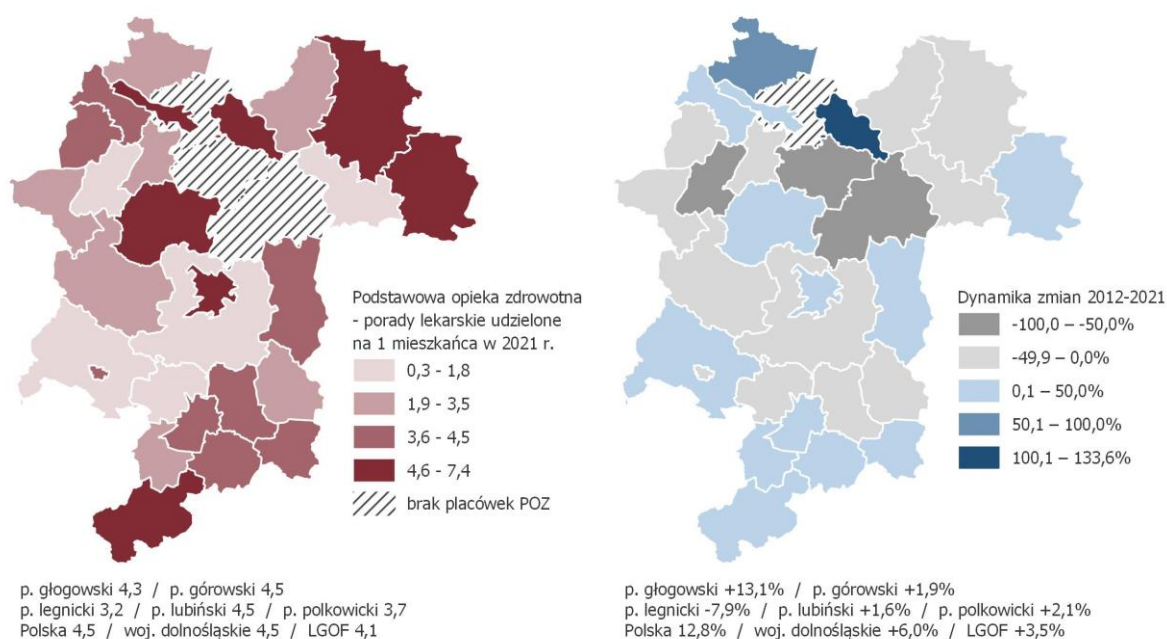 Podstawowa opieka zdrowotna
- porady lekarskie udzielone
na 1 mieszkańca w 2021 r.
0,3 - 1,8
1,9 - 3,5
3,6 - 4,5
4,6 - 7,4
brak placówek POZ
p. głogowski 4,3 / p. górowski 4,5
p. legnicki 3,2 / p. lubiński 4,5 / p. polkowicki 3,7
Polska 4,5 / woj. dolnośląskie 4,5 / LGOF 4,1
Dynamika zmian 2012-2021
-100,0 – -50,0%
-49,9 – 0,0%
0,1 – 50,0%
50,1 – 100,0%
100,1 – 133,6%
p. głogowski +13,1% / p. górowski +1,9%
p. legnicki -7,9% / p. lubiński +1,6% / p. polkowicki +2,1%
Polska 12,8% / woj. dolnośląskie +6,0% / LGOF +3,5%